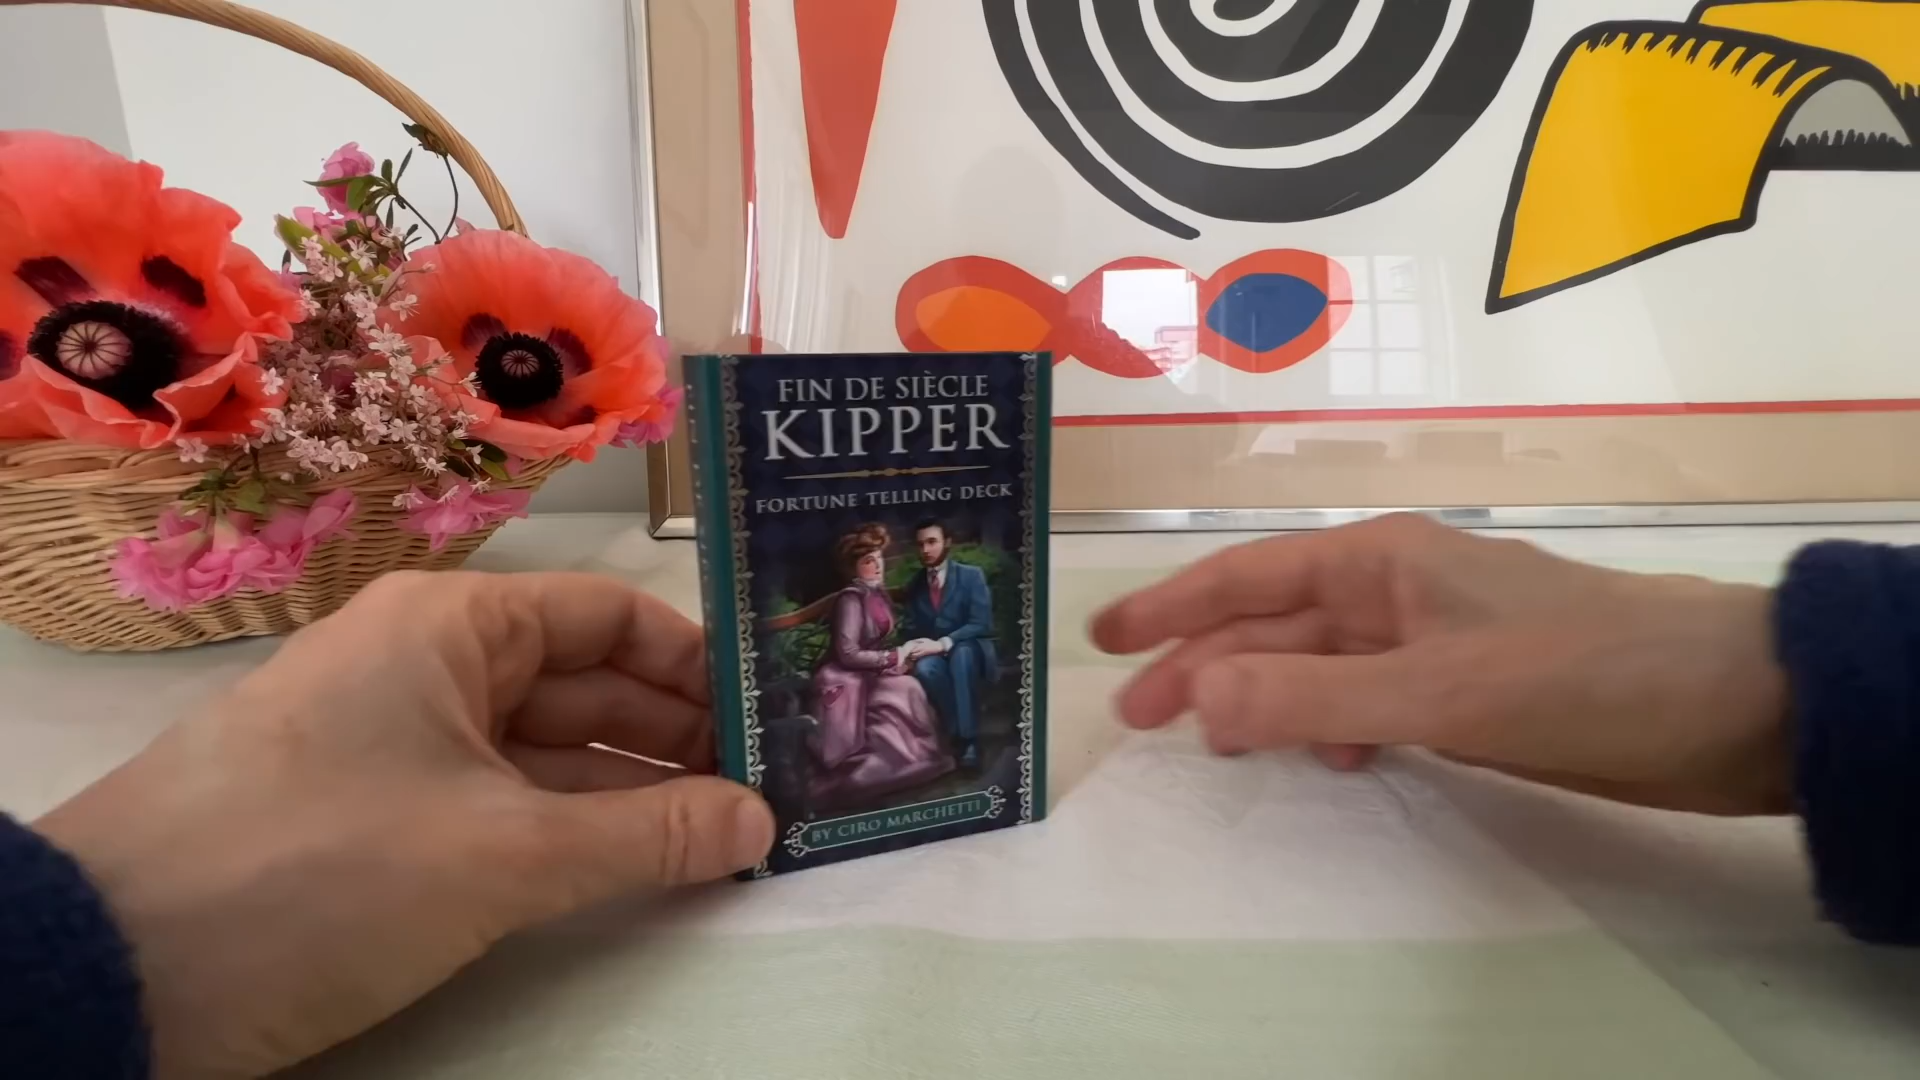 FIN DE SIÈCLE
KIPPER
FORTUNE TELLING DECK
BY CIRO MARCHETTI